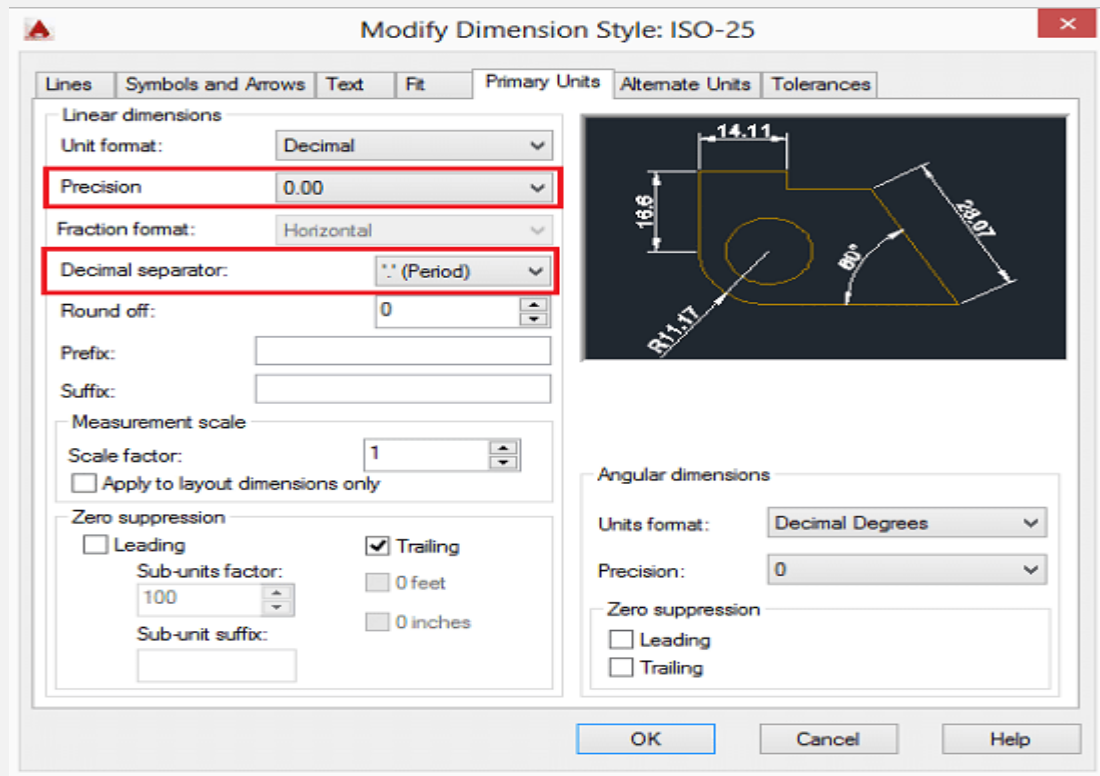 Modify Dimension Style: ISO-25
Lines Symbols and Arrows Text Fit Primary Units Alternate Units Tolerances
Linear dimensions
Unit format: Decimal
Precision 0.00
Fraction format: Horizontal
Decimal separator: '.' (Period)
Round off: 0
Prefix:
Suffix:
Measurement scale
Scale factor: 1
Apply to layout dimensions only
Zero suppression
Leading Trailing
Sub-units factor: 0 feet
100
Sub-unit suffix: 0 inches
14.11
16.6
28.07
60°
R11.17
Angular dimensions
Units format: Decimal Degrees
Precision: 0
Zero suppression
Leading
Trailing
OK Cancel Help